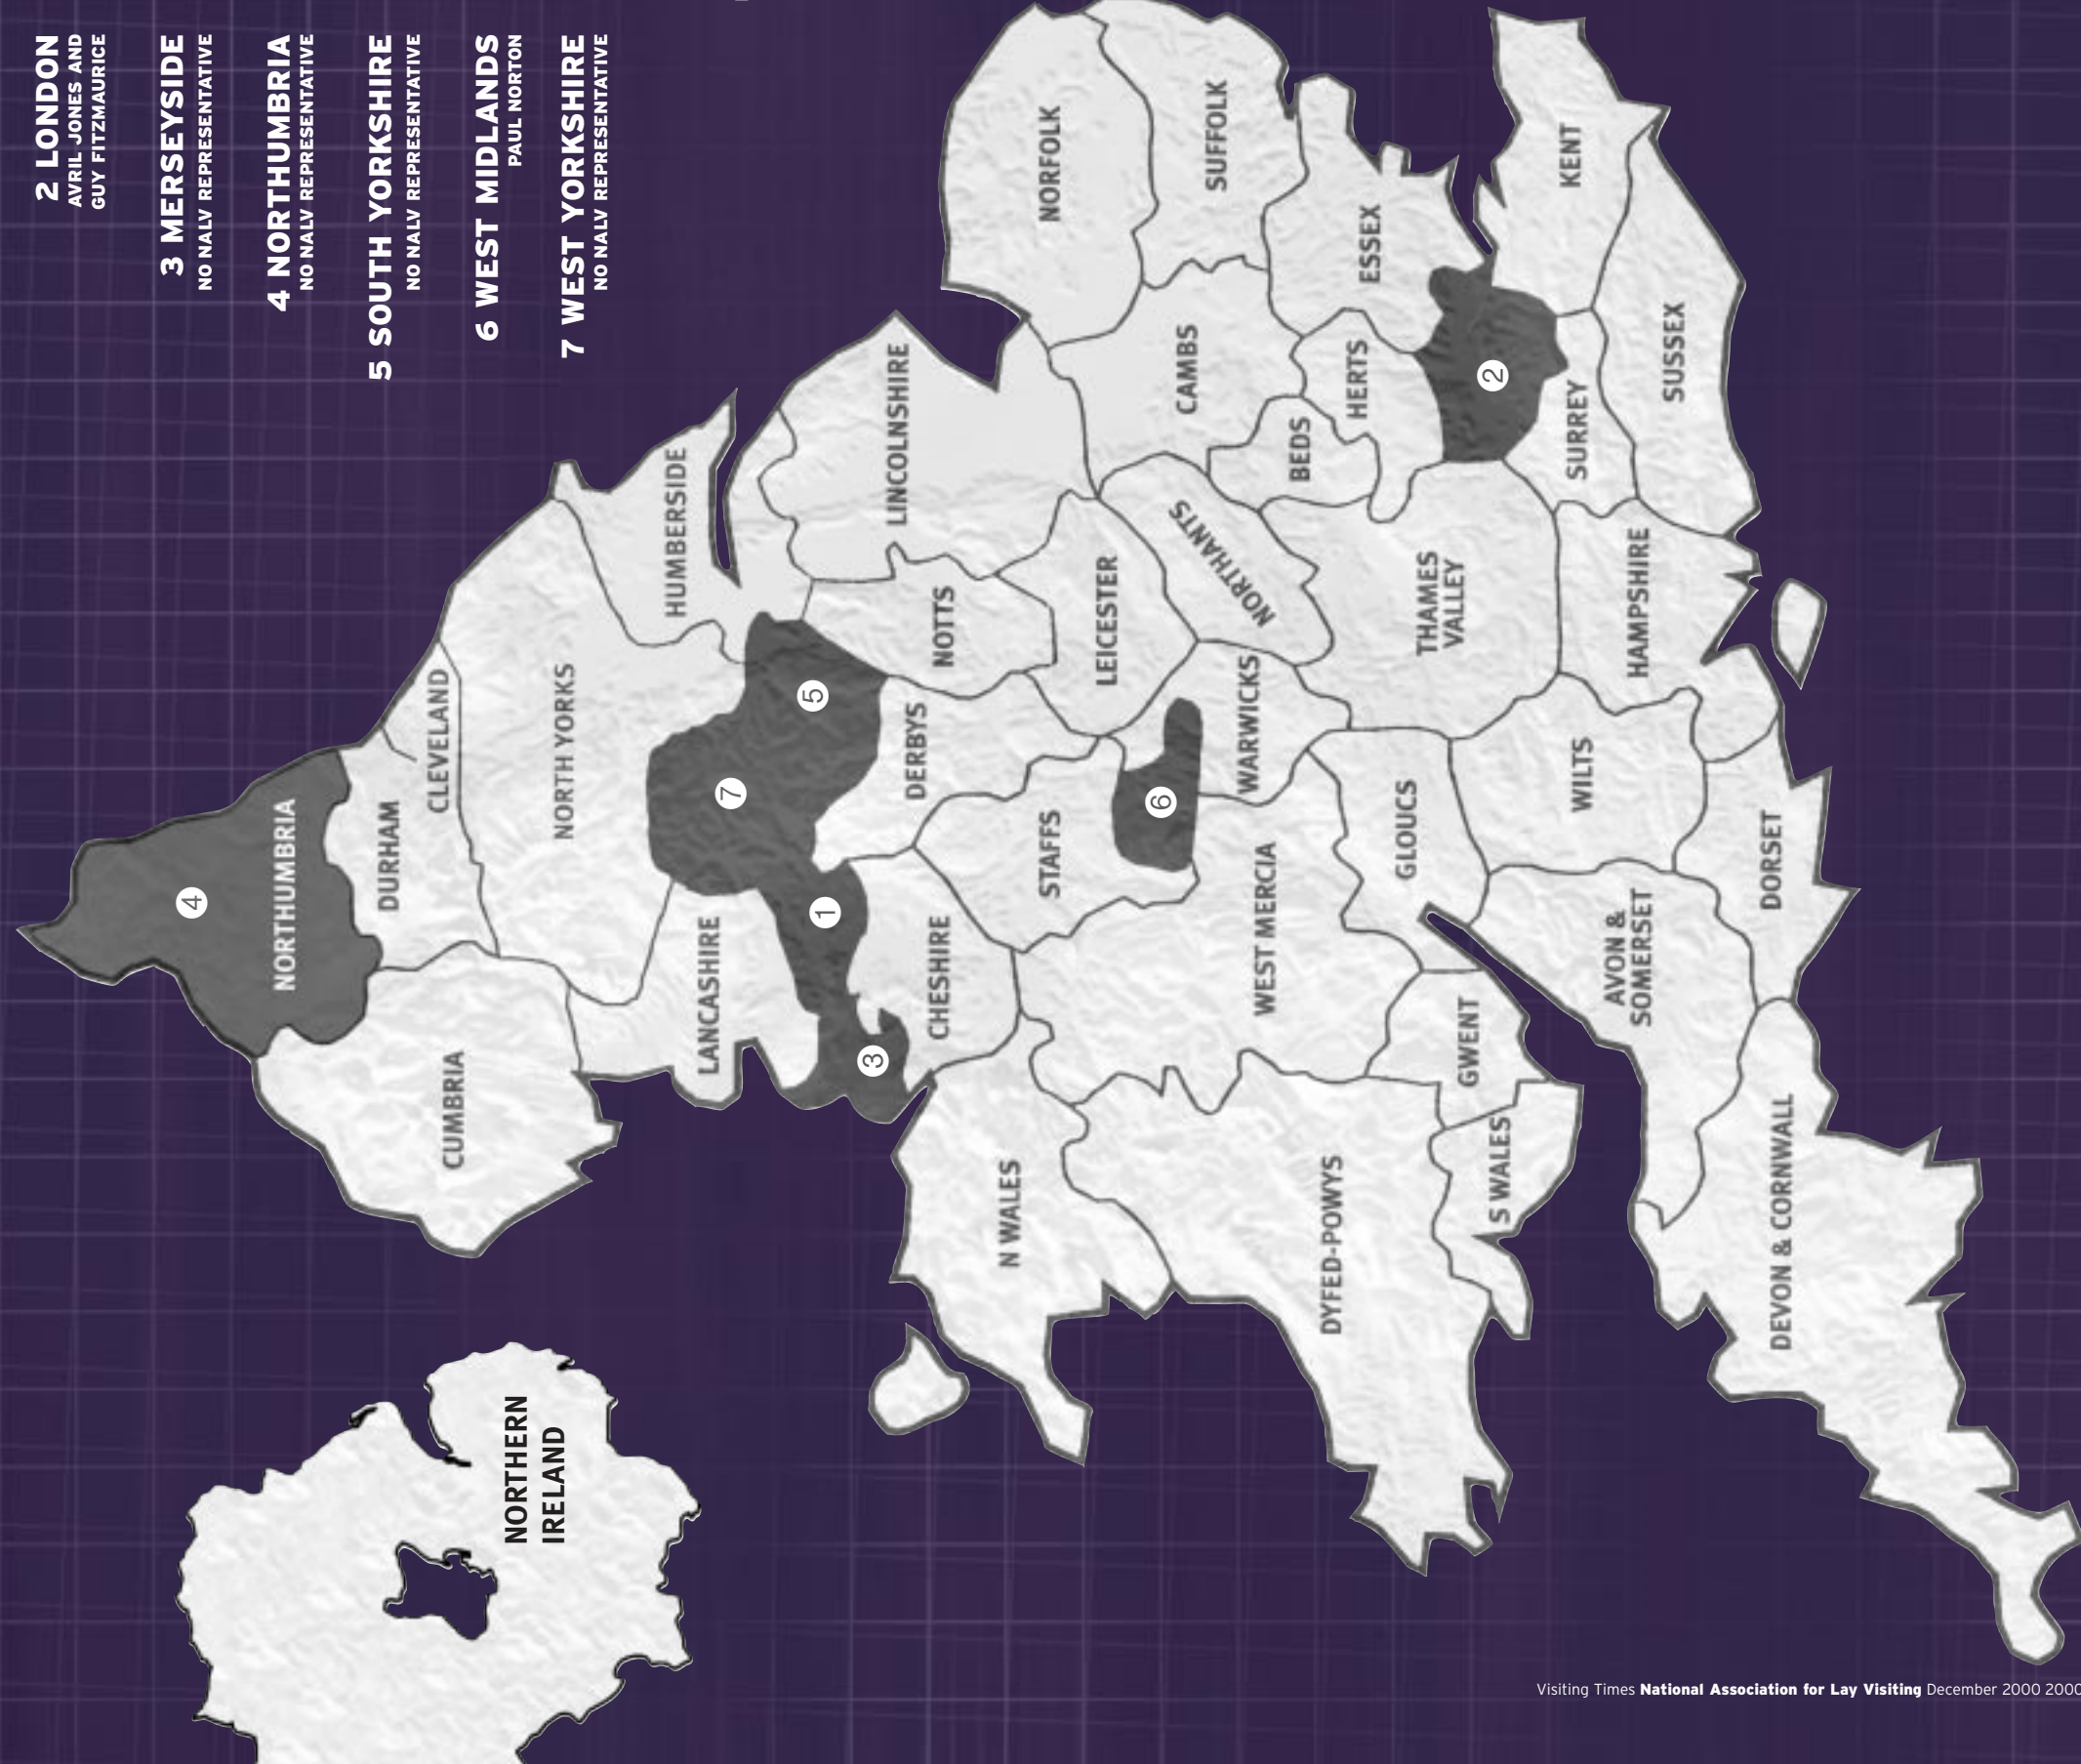 2 LONDON
AVRIL JONES AND
GUY FITZMAURICE
3 MERSEYSIDE
NO NALV REPRESENTATIVE
4 NORTHUMBRIA
NO NALV REPRESENTATIVE
5 SOUTH YORKSHIRE
NO NALV REPRESENTATIVE
6 WEST MIDLANDS
PAUL NORTON
7 WEST YORKSHIRE
NO NALV REPRESENTATIVE
4
NORTHUMBRIA
DURHAM
CLEVELAND
CUMBRIA
NORTH YORKS
HUMBERSIDE
LANCASHIRE
7
5
1
3
LINCOLNSHIRE
CHESHIRE
DERBYS
NOTTS
N WALES
STAFFS
LEICESTER
NORFOLK
6
CAMBS
SUFFOLK
NORTHANTS
WARWICKS
WEST MERCIA
BEDS
HERTS
ESSEX
DYFED-POWYS
GLOUCS
THAMES
VALLEY
GWENT
S WALES
2
KENT
SURREY
WILTS
AVON &
SOMERSET
HAMPSHIRE
SUSSEX
DORSET
DEVON & CORNWALL
NORTHERN
IRELAND
Visiting Times National Association for Lay Visiting December 2000 2000